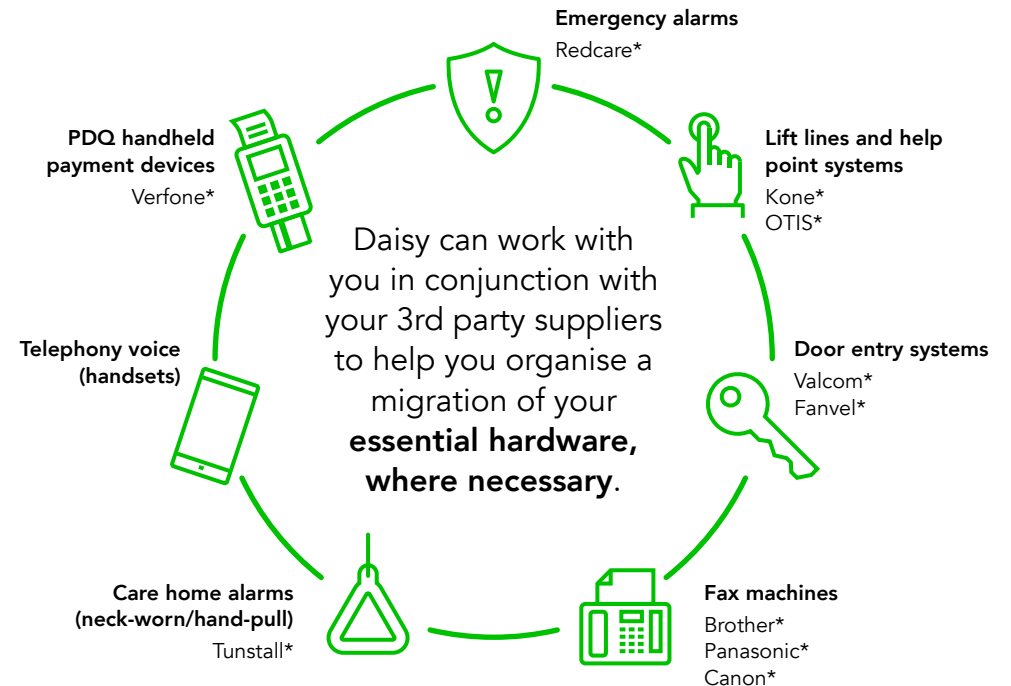 Emergency alarms
Redcare*
Lift lines and help
point systems
Kone*
OTIS*
Door entry systems
Valcom*
Fanvel*
Fax machines
Brother*
Panasonic*
Canon*
Care home alarms
(neck-worn/hand-pull)
Tunstall*
Telephony voice
(handsets)
PDQ handheld
payment devices
Verfone*
Daisy can work with
you in conjunction with
your 3rd party suppliers
to help you organise a
migration of your
essential hardware,
where necessary.